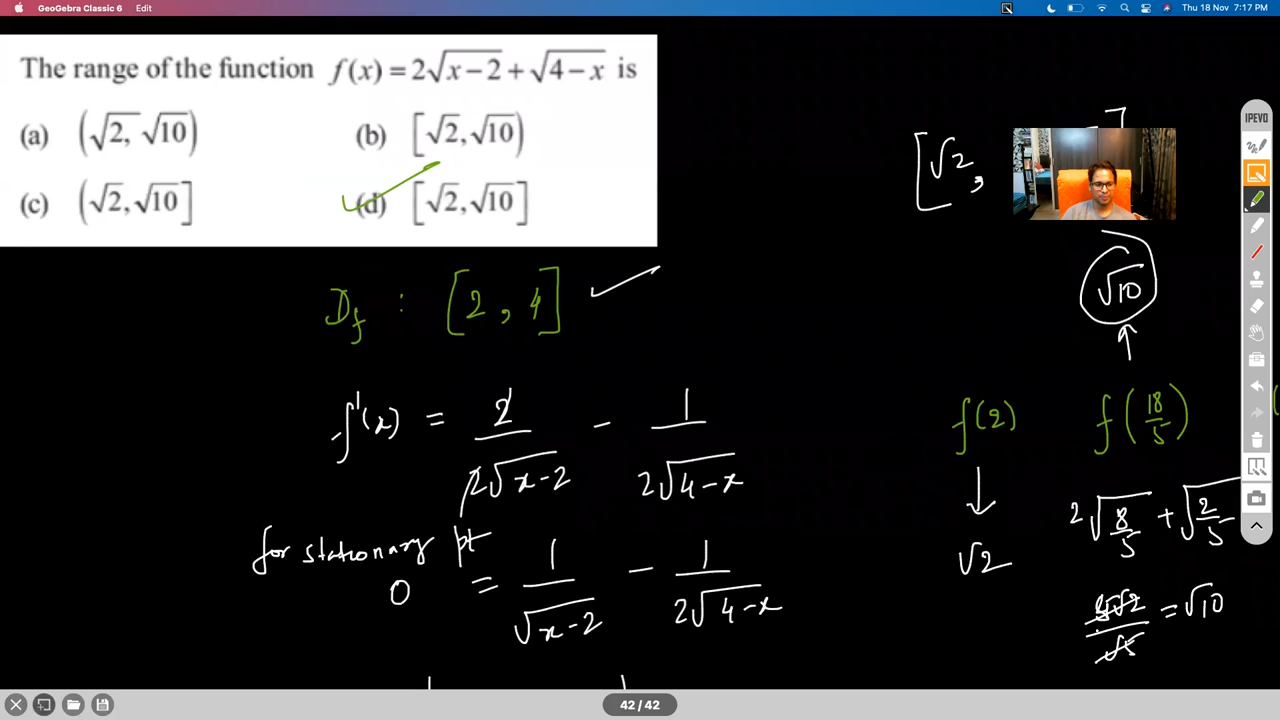 GeoGebra Classic 6 Edit
Thu 18 Nov 7:17 PM
The range of the function f(x) = 2√(x−2) + √(4−x) is
(a) (√2, √10) (b) [√2, √10)
(c) (√2, √10] (d) [√2, √10]
[√2,
√10
D_f : [2, 4]
f'(x) = 2/(2√(x−2)) − 1/(2√(4−x))
f(2) f(18/5)
√2
2√(8/5) + √(2/5)
= √10
for stationary pt
0 = 1/√(x−2) − 1/(2√(4−x))
IPEVO
42 / 42